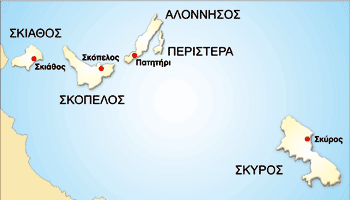 ΑΛΟΝΝΗΣΟΣ
ΣΚΙΑΘΟΣ
Σκόπελος
ΠΕΡΙΣΤΕΡΑ
Σκιάθος
Πατητήρι
ΣΚΟΠΕΛΟΣ
Σκύρος
ΣΚΥΡΟΣ